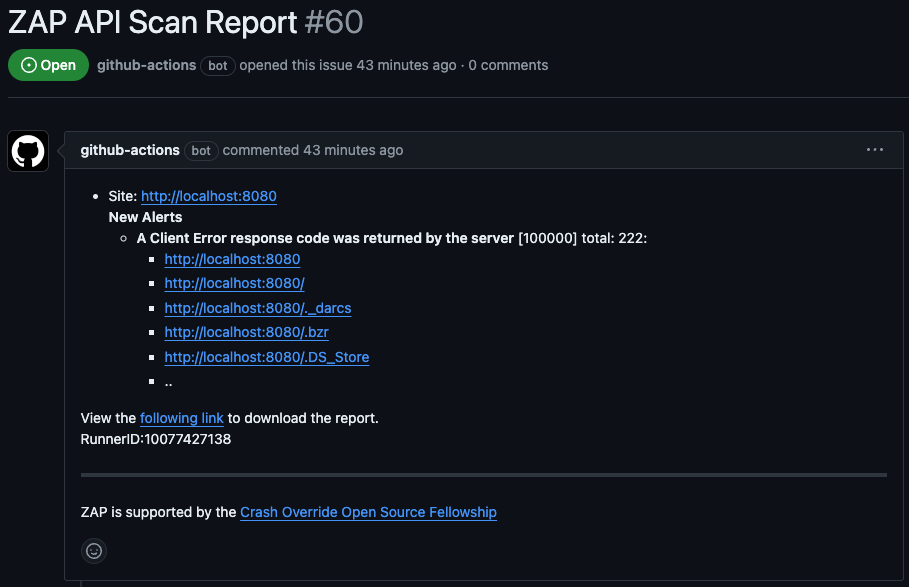 ZAP API Scan Report #60
Open github-actions bot opened this issue 43 minutes ago · 0 comments
github-actions bot commented 43 minutes ago
Site: http://localhost:8080
New Alerts
A Client Error response code was returned by the server [100000] total: 222:
http://localhost:8080
http://localhost:8080/
http://localhost:8080/._darcs
http://localhost:8080/.bzr
http://localhost:8080/.DS_Store
..
View the following link to download the report.
RunnerID:10077427138
ZAP is supported by the Crash Override Open Source Fellowship